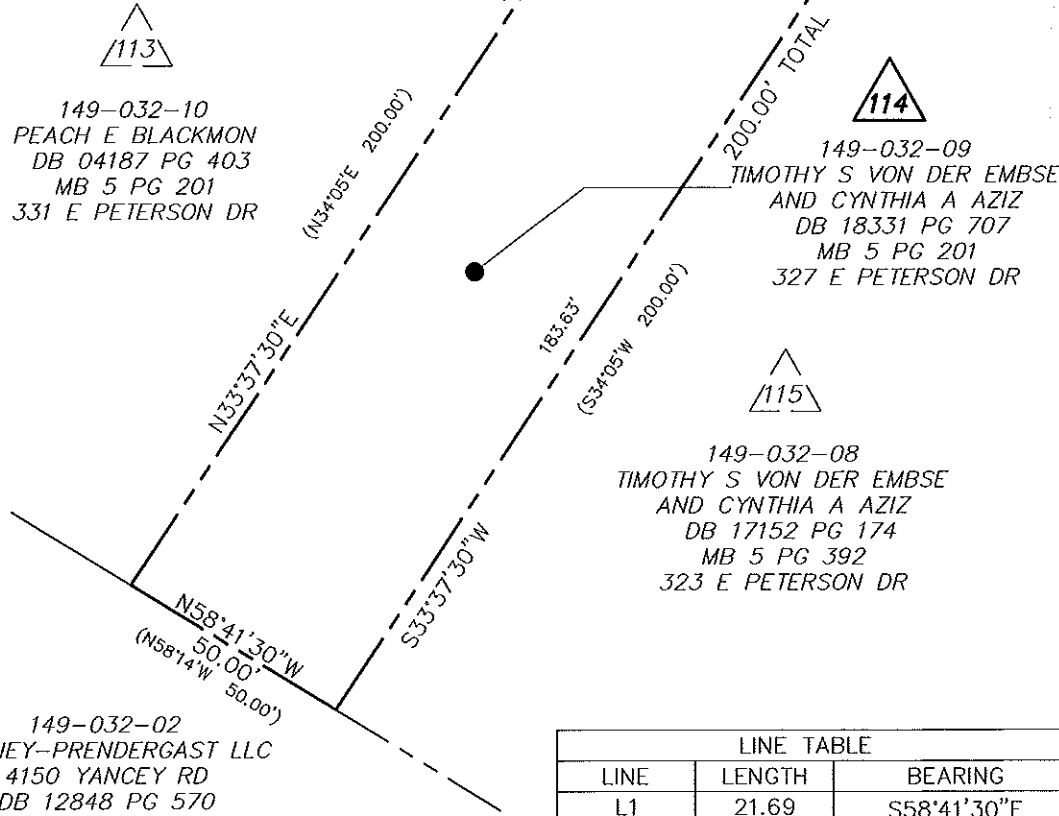 113
149-032-10
PEACH E BLACKMON
DB 04187 PG 403
MB 5 PG 201
331 E PETERSON DR
(N34°05'E 200.00')
N33°37'30"E
200.00' TOTAL
183.63'
(S34°05'W 200.00')
S33°37'30"W
114
149-032-09
TIMOTHY S VON DER EMBSE
AND CYNTHIA A AZIZ
DB 18331 PG 707
MB 5 PG 201
327 E PETERSON DR
115
149-032-08
TIMOTHY S VON DER EMBSE
AND CYNTHIA A AZIZ
DB 17152 PG 174
MB 5 PG 392
323 E PETERSON DR
N58°41'30"W
50.00'
(N58°14'W 50.00')
149-032-02
EY-PRENDERGAST LLC
4150 YANCEY RD
DB 12848 PG 570
LINE TABLE
LINE LENGTH BEARING
L1 21.69 S58°41'30"E